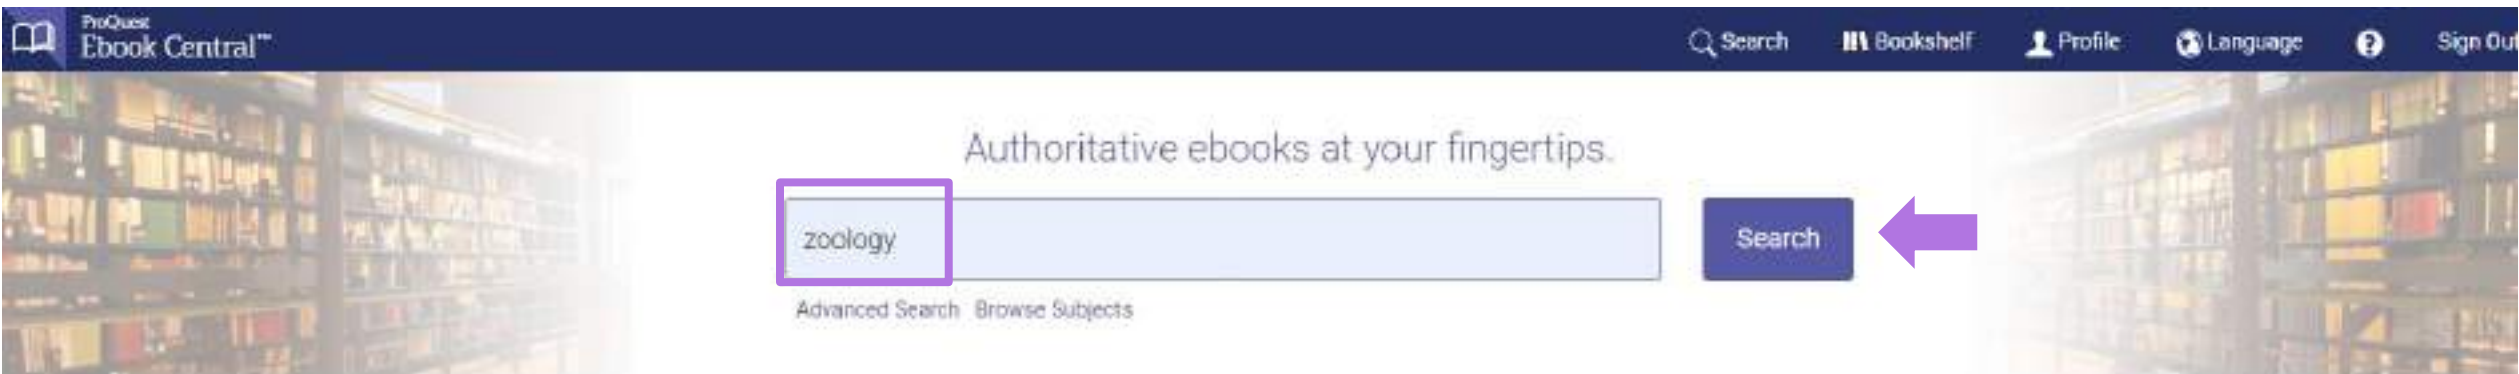 ProQuest
Ebook Central™
Search Bookshelf Profile Language ? Sign Out
Authoritative ebooks at your fingertips.
zoology
Search
Advanced Search Browse Subjects